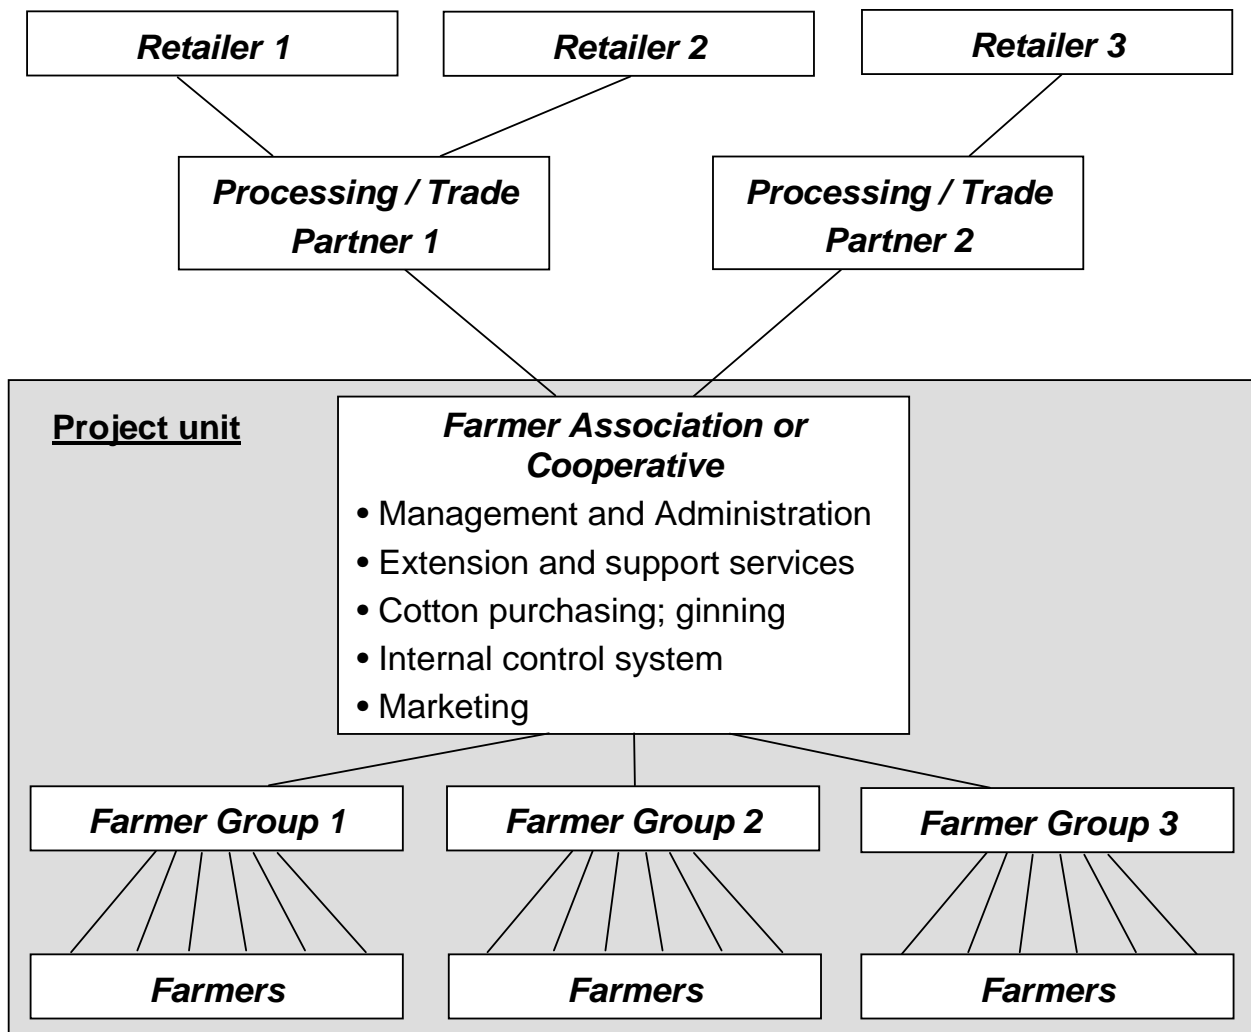 Retailer 1
Retailer 2
Retailer 3
Processing / Trade
Partner 1
Processing / Trade
Partner 2
Project unit
Farmer Association or
Cooperative
• Management and Administration
• Extension and support services
• Cotton purchasing; ginning
• Internal control system
• Marketing
Farmer Group 1
Farmer Group 2
Farmer Group 3
Farmers
Farmers
Farmers